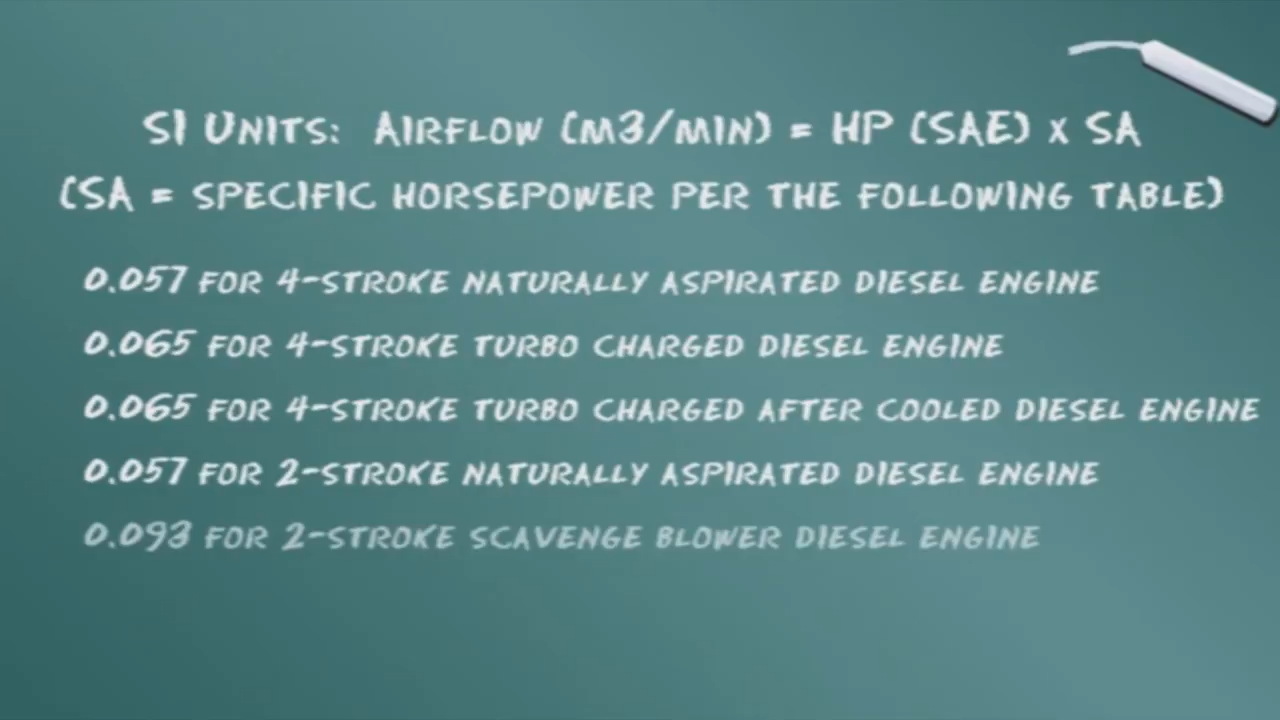 SI Units: Airflow (m3/min) = HP (SAE) x SA
(SA = specific horsepower per the following table)
0.057 for 4-stroke naturally aspirated diesel engine
0.065 for 4-stroke turbo charged diesel engine
0.065 for 4-stroke turbo charged after cooled diesel engine
0.057 for 2-stroke naturally aspirated diesel engine
0.093 for 2-stroke scavenge blower diesel engine